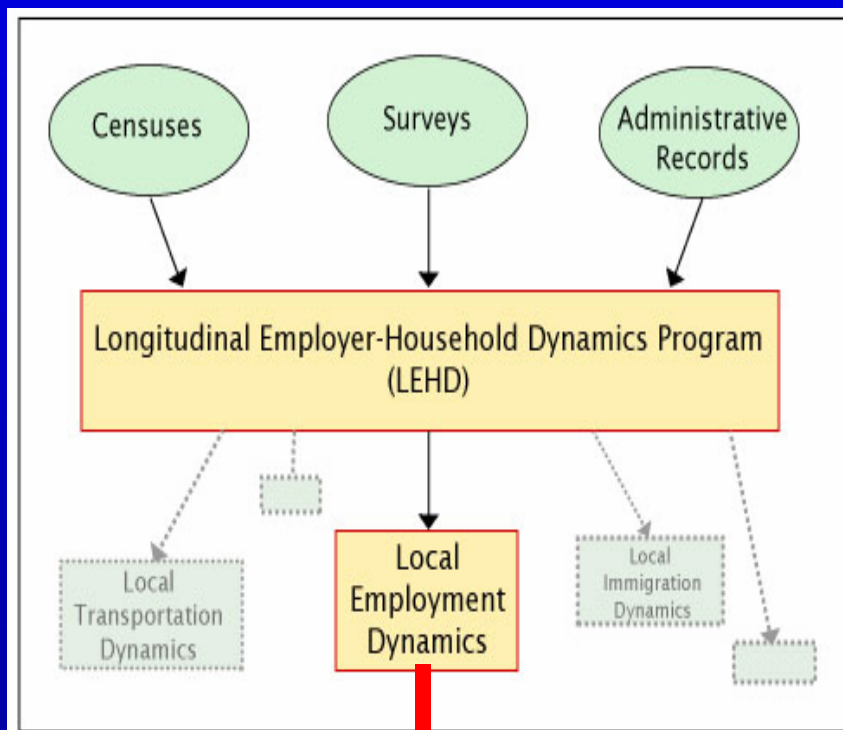 Censuses
Surveys
Administrative
Records
Longitudinal Employer-Household Dynamics Program
(LEHD)
Local
Transportation
Dynamics
Local
Employment
Dynamics
Local
Immigration
Dynamics